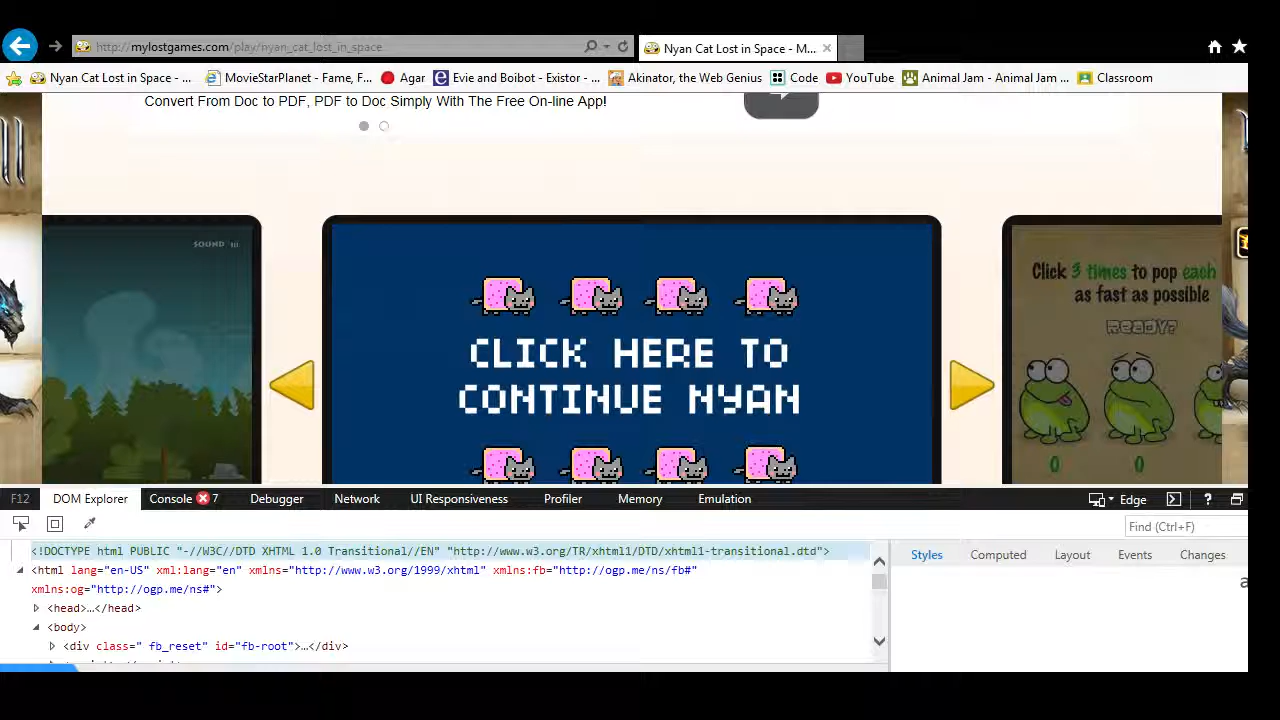 http://mylostgames.com/play/nyan_cat_lost_in_space
Nyan Cat Lost in Space - M...
Nyan Cat Lost in Space - ...
MovieStarPlanet - Fame, F...
Agar
Evie and Boibot - Existor - ...
Akinator, the Web Genius
Code
YouTube
Animal Jam - Animal Jam ...
Classroom
Convert From Doc to PDF, PDF to Doc Simply With The Free On-line App!
SOUND
CLICK HERE TO
CONTINUE NYAN
Click 3 times to pop each
as fast as possible
READY?
0 0
F12 DOM Explorer Console 7 Debugger Network UI Responsiveness Profiler Memory Emulation Edge ?
Find (Ctrl+F)
<!DOCTYPE html PUBLIC "-//W3C//DTD XHTML 1.0 Transitional//EN" "http://www.w3.org/TR/xhtml1/DTD/xhtml1-transitional.dtd">
<html lang="en-US" xml:lang="en" xmlns="http://www.w3.org/1999/xhtml" xmlns:fb="http://ogp.me/ns/fb#"
xmlns:og="http://ogp.me/ns#">
<head>...</head>
<body>
<div class=" fb_reset" id="fb-root">...</div>
Styles Computed Layout Events Changes
a